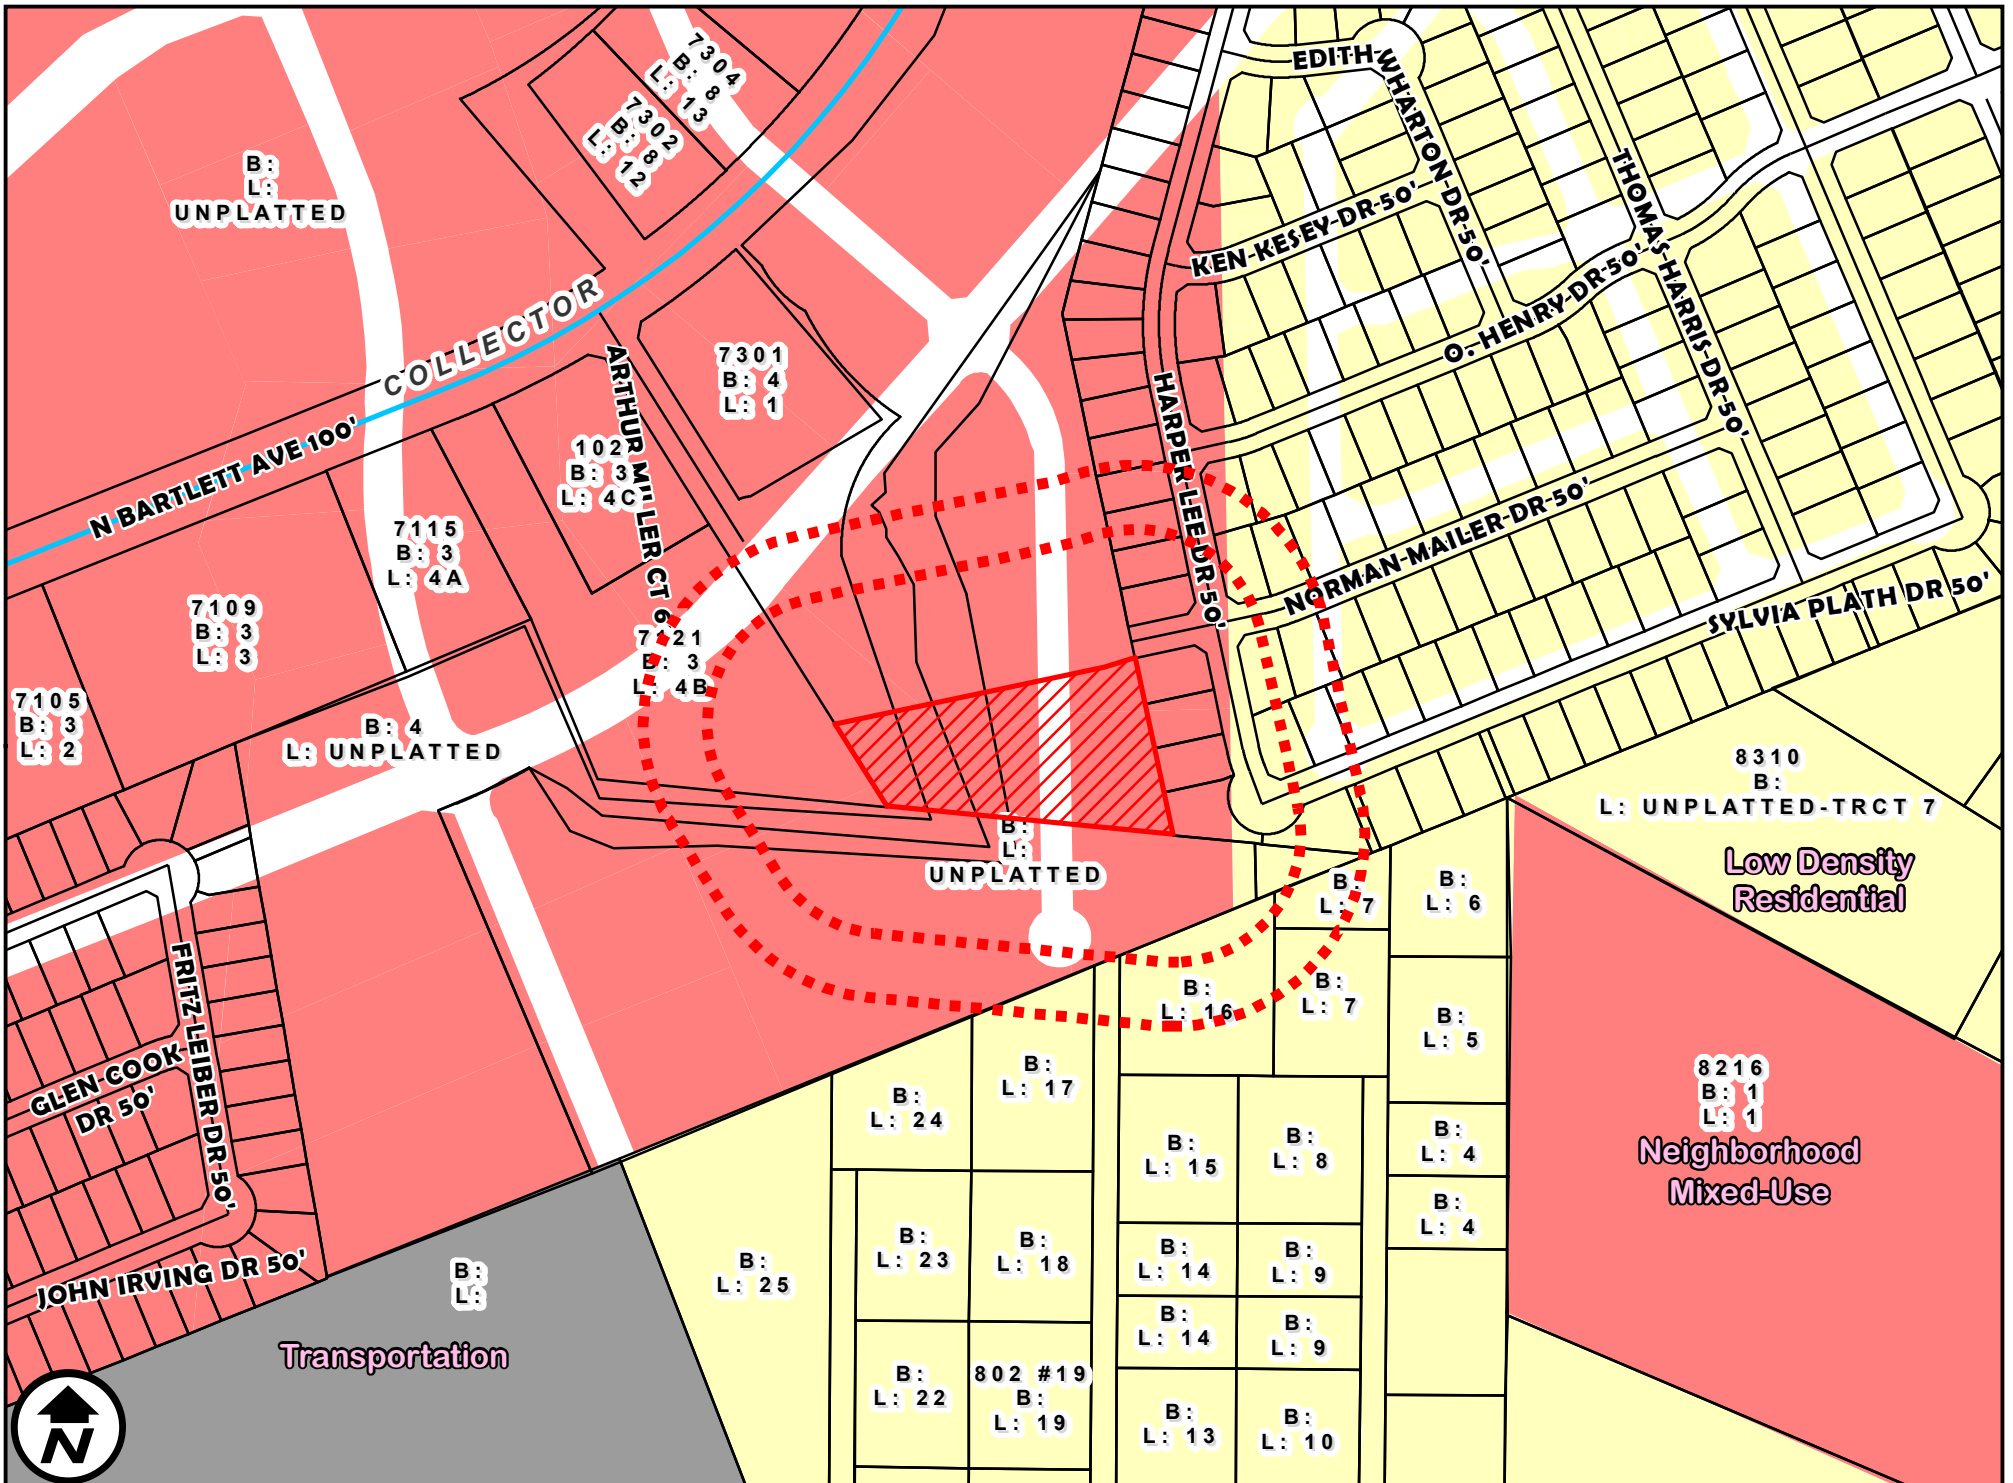 B:
L:
UNPLATTED
7304
B: 8
L: 13
7302
B: 8
L: 12
EDITH WHARTON DR 50'
KEN KESEY DR 50'
THOMAS HARRIS DR 50'
O. HENRY DR 50'
COLLECTOR
N BARTLETT AVE 100'
7301
B: 4
L: 1
HARPER LEE DR 50'
102
B: 3
L: 4C
7115
B: 3
L: 4A
NORMAN MAILER DR 50'
SYLVIA PLATH DR 50'
7109
B: 3
L: 3
7121
B: 3
L: 4B
7105
B: 3
L: 2
B: 4
L: UNPLATTED
8310
B:
L: UNPLATTED-TRCT 7
Low Density
Residential
B:
L:
UNPLATTED
B:
L: 7
B:
L: 6
B:
L: 16
B:
L: 7
B:
L: 5
FRITZ LEIBER DR 50'
GLEN COOK
DR 50'
JOHN IRVING DR 50'
B:
L: 17
B:
L: 24
B:
L: 15
B:
L: 8
B:
L: 4
B:
L: 4
8216
B: 1
L: 1
Neighborhood
Mixed-Use
B:
L:
Transportation
B:
L: 25
B:
L: 23
B:
L: 18
B:
L: 14
B:
L: 9
B:
L: 14
B:
L: 9
B:
L: 22
802 #19
B:
L: 19
B:
L: 13
B:
L: 10
ARTHUR MILLER CT
N